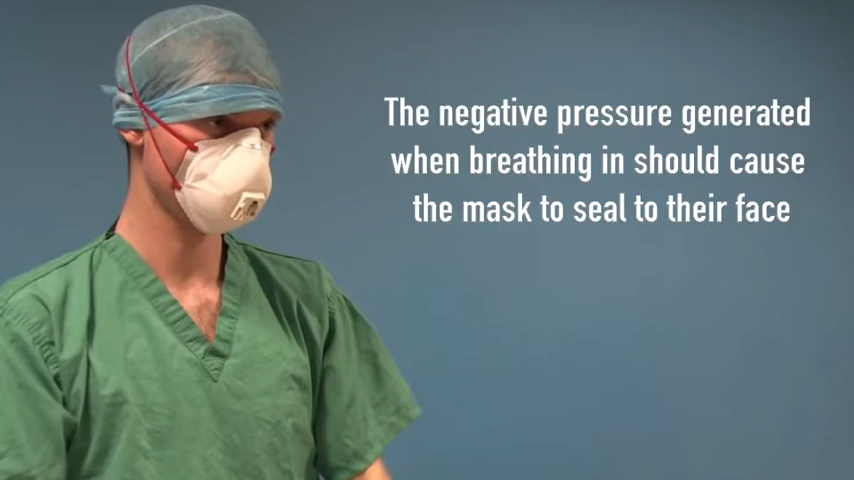 The negative pressure generated
when breathing in should cause
the mask to seal to their face